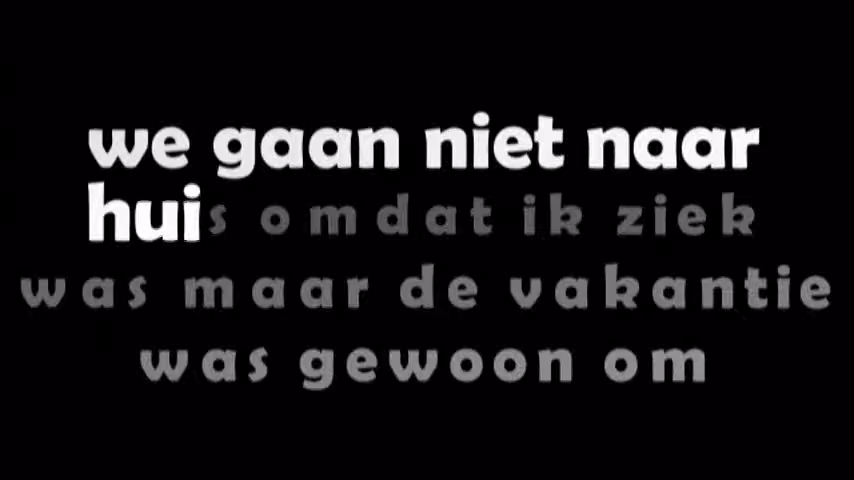 we gaan niet naar
huis omdat ik ziek
was maar de vakantie
was gewoon om